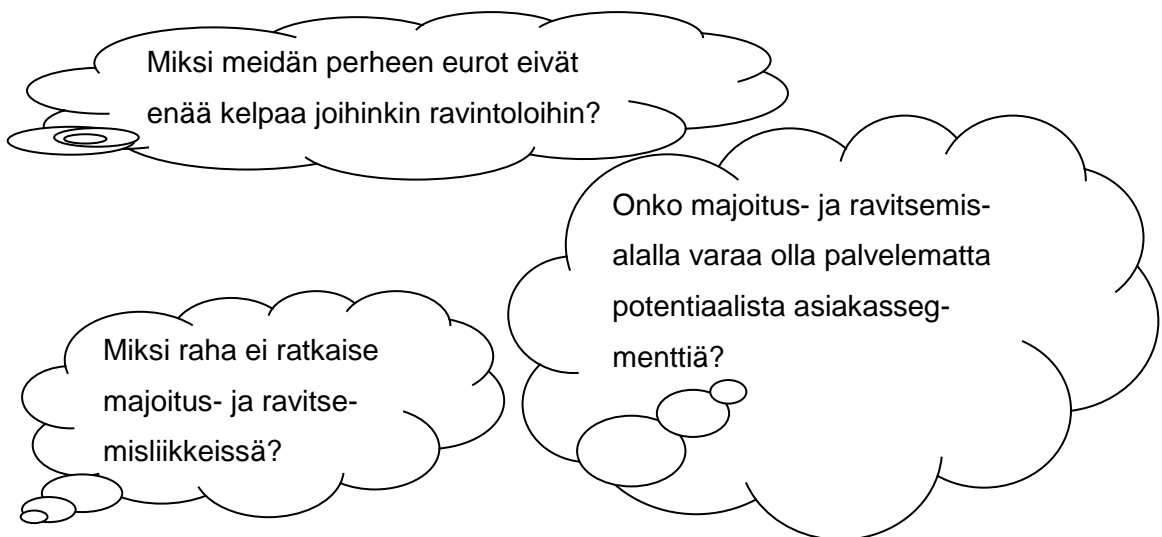 Miksi meidän perheen eurot eivät
enää kelpaa joihinkin ravintoloihin?
Onko majoitus- ja ravitsemis-
alalla varaa olla palvelematta
potentiaalista asiakasseg-
menttiä?
Miksi raha ei ratkaise
majoitus- ja ravitse-
misliikkeissä?